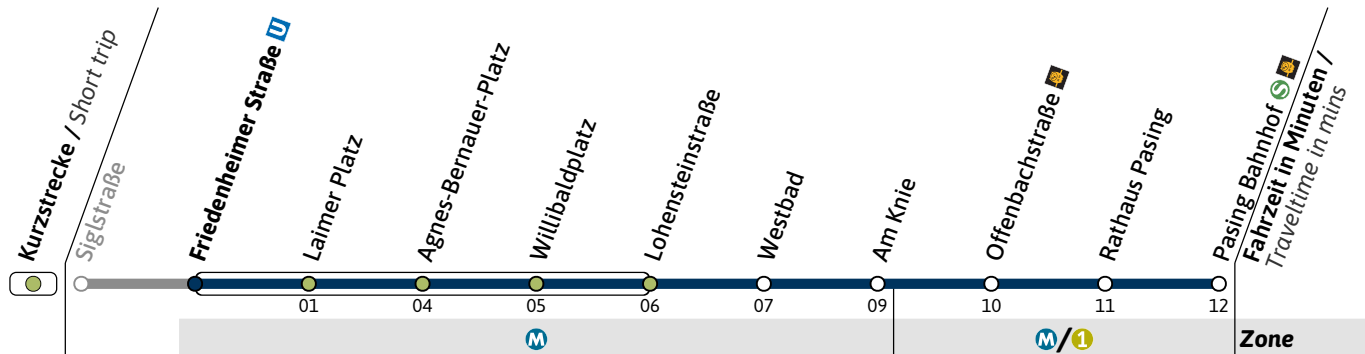 Kurzstrecke / Short trip
Siglstraße
Friedenheimer Straße U
Laimer Platz
Agnes-Bernauer-Platz
Willibaldplatz
Lohensteinstraße
Westbad
Am Knie
Offenbachstraße
Rathaus Pasing
Pasing Bahnhof S
Fahrzeit in Minuten /
Traveltime in mins
01 04 05 06 07 09 10 11 12
M M/1 Zone